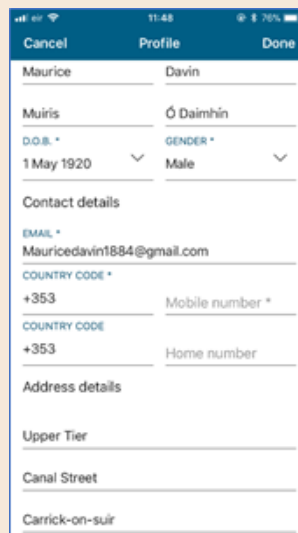 eir 11:48 76%
Cancel Profile Done
Maurice Davin
Muiris Ó Daimhín
D.O.B. * GENDER *
1 May 1920 Male
Contact details
EMAIL *
Mauricedavin1884@gmail.com
COUNTRY CODE *
+353 Mobile number *
COUNTRY CODE
+353 Home number
Address details
Upper Tier
Canal Street
Carrick-on-suir